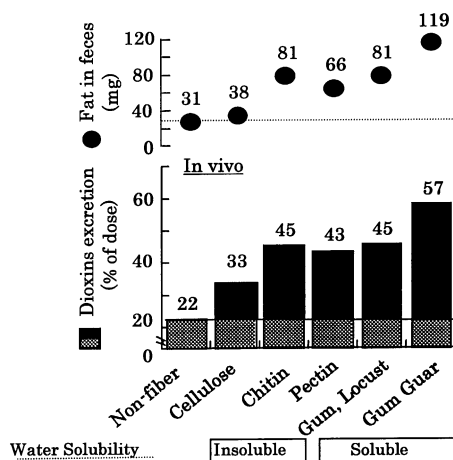 119
120
81
81
66
80
38
31
40
0
Fat in feces
(mg)
In vivo
60
57
45
43
45
40
33
22
20
0
Dioxins excretion
(% of dose)
Non-fiber
Cellulose
Chitin
Pectin
Gum, Locust
Gum Guar
Water Solubility
Insoluble
Soluble